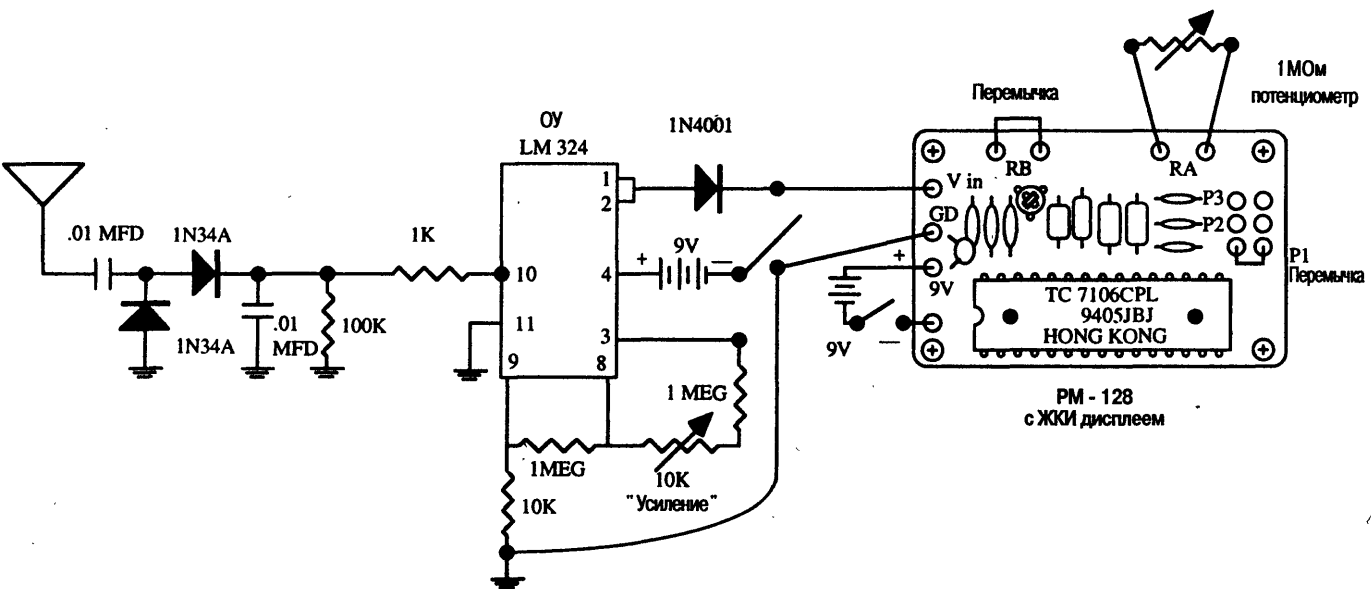 1МОм
потенциометр
Перемычка
ОУ
LM 324
1N4001
RB
RA
1
2
V in
GD
P3
P2
P1
Перемычка
.01 MFD
1N34A
1K
10
4
+
9V
—
+
9V
TC 7106CPL
9405JBJ
HONG KONG
11
3
1N34A
.01
MFD
100K
9
8
9V
—
1 MEG
РМ - 128
с ЖКИ дисплеем
1MEG
10K
"Усиление"
10K